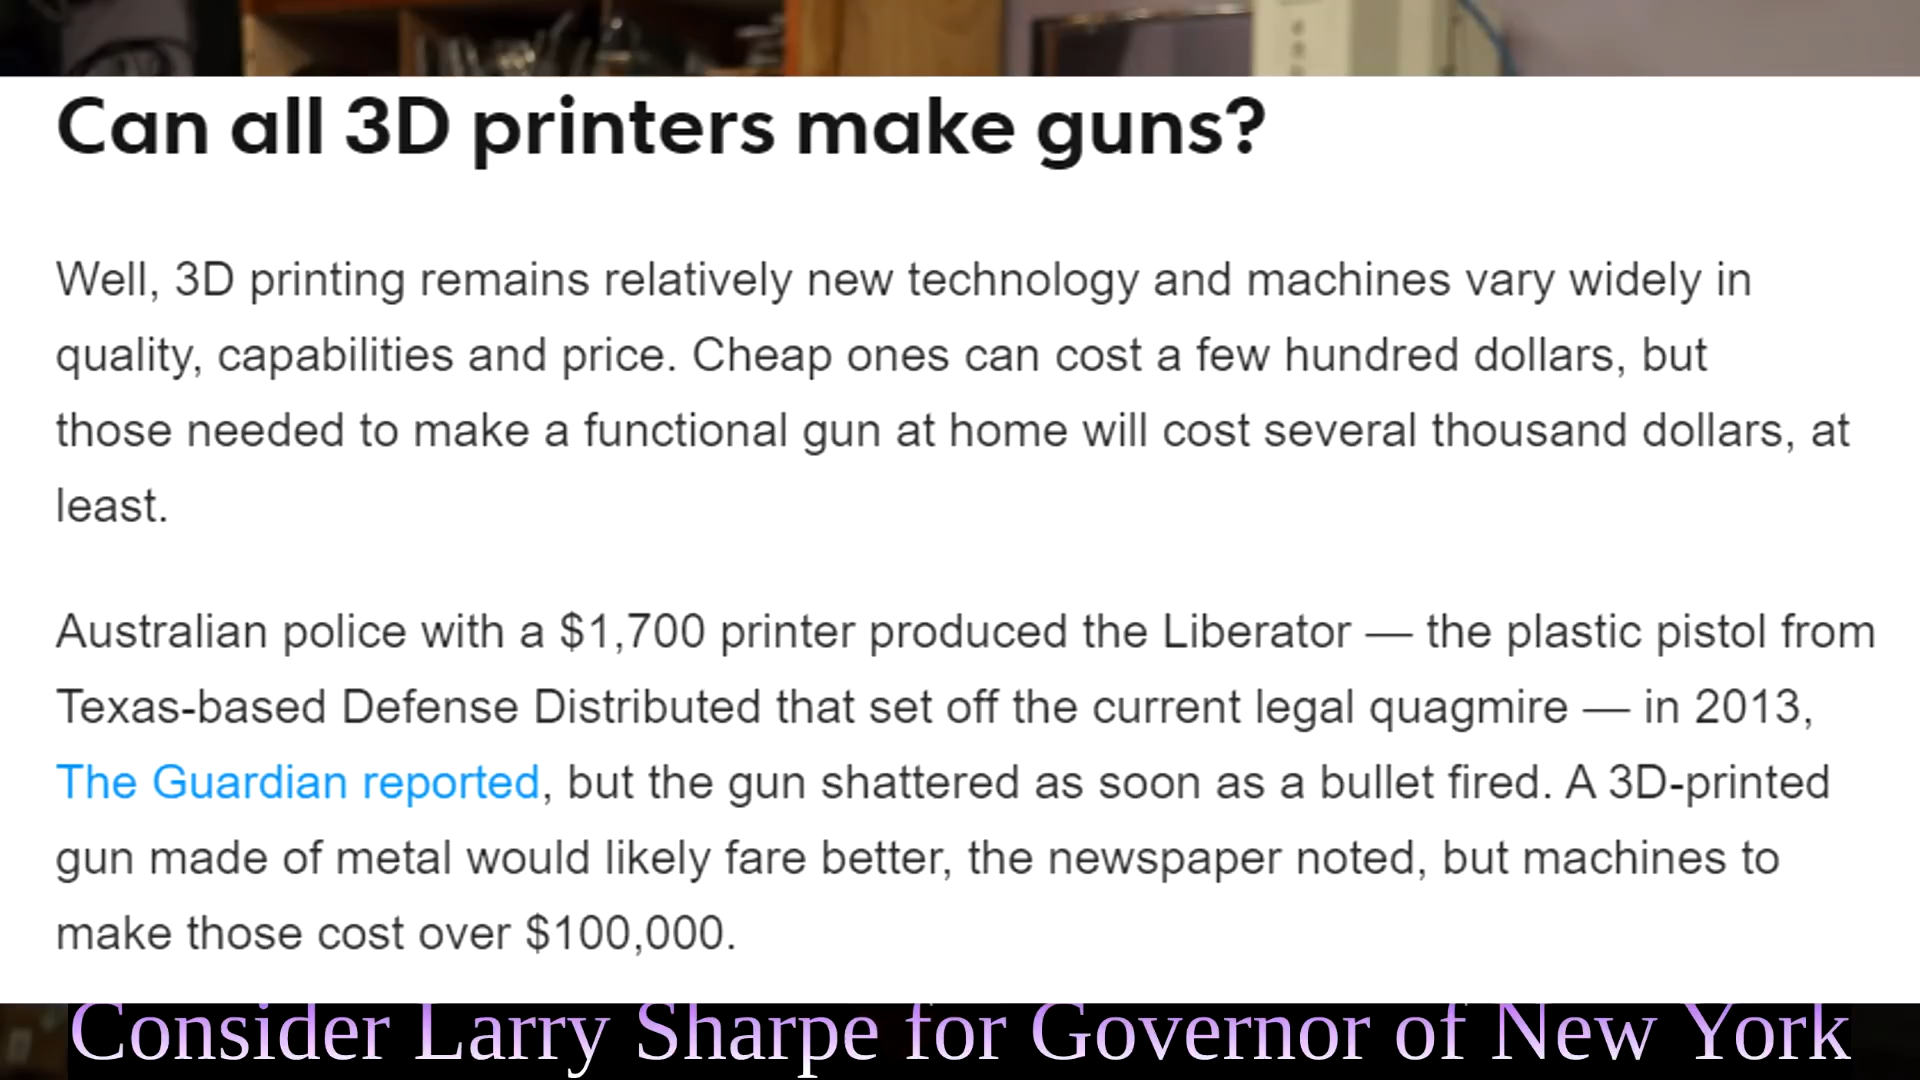 Can all 3D printers make guns?
Well, 3D printing remains relatively new technology and machines vary widely in
quality, capabilities and price. Cheap ones can cost a few hundred dollars, but
those needed to make a functional gun at home will cost several thousand dollars, at
least.
Australian police with a $1,700 printer produced the Liberator — the plastic pistol from
Texas-based Defense Distributed that set off the current legal quagmire — in 2013,
The Guardian reported, but the gun shattered as soon as a bullet fired. A 3D-printed
gun made of metal would likely fare better, the newspaper noted, but machines to
make those cost over $100,000.
Consider Larry Sharpe for Governor of New York